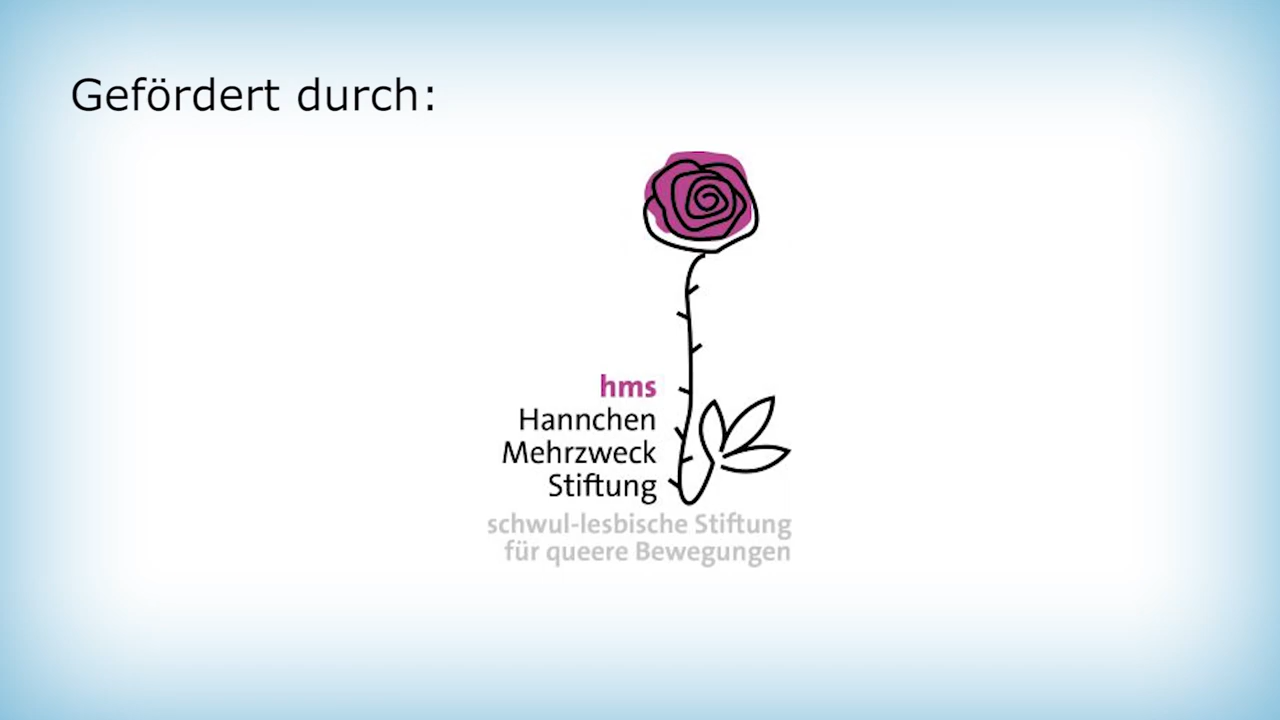 Gefördert durch:
hms
Hannchen
Mehrzweck
Stiftung
schwul-lesbische Stiftung
für queere Bewegungen